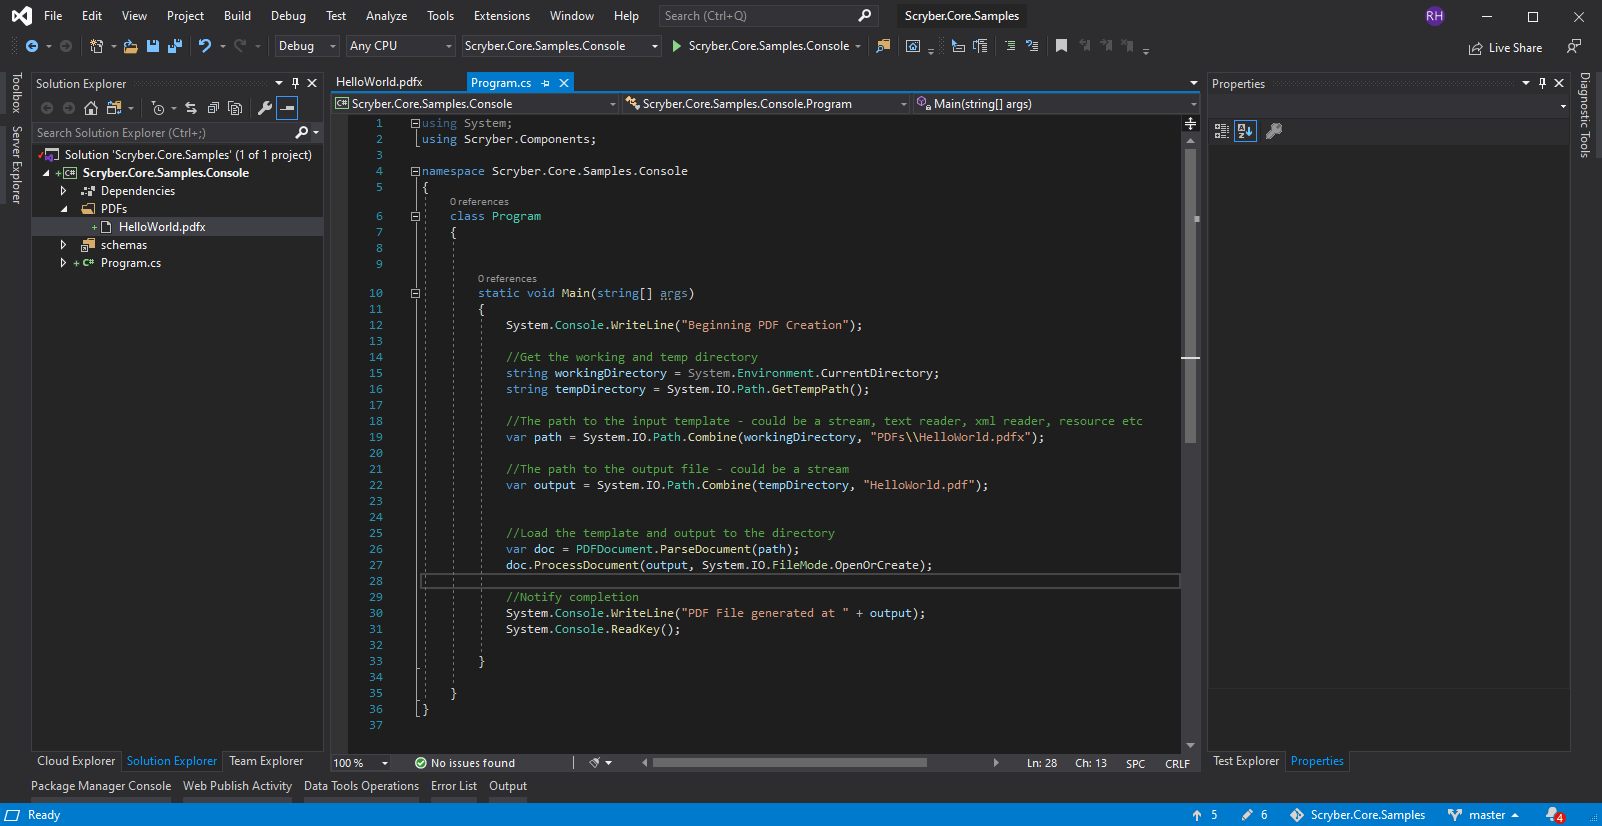 File Edit View Project Build Debug Test Analyze Tools Extensions Window Help Search (Ctrl+Q) Scryber.Core.Samples RH
Debug Any CPU Scryber.Core.Samples.Console Scryber.Core.Samples.Console Live Share
Toolbox
Server Explorer
Solution Explorer
Search Solution Explorer (Ctrl+;)
Solution 'Scryber.Core.Samples' (1 of 1 project)
Scryber.Core.Samples.Console
Dependencies
PDFs
HelloWorld.pdfx
schemas
C# Program.cs
Cloud Explorer Solution Explorer Team Explorer
HelloWorld.pdfx Program.cs
C# Scryber.Core.Samples.Console Scryber.Core.Samples.Console.Program Main(string[] args)
1 using System;
2 using Scryber.Components;
3
4 namespace Scryber.Core.Samples.Console
5 {
0 references
6 class Program
7 {
8
9
0 references
10 static void Main(string[] args)
11 {
12 System.Console.WriteLine("Beginning PDF Creation");
13
14 //Get the working and temp directory
15 string workingDirectory = System.Environment.CurrentDirectory;
16 string tempDirectory = System.IO.Path.GetTempPath();
17
18 //The path to the input template - could be a stream, text reader, xml reader, resource etc
19 var path = System.IO.Path.Combine(workingDirectory, "PDFs\\HelloWorld.pdfx");
20
21 //The path to the output file - could be a stream
22 var output = System.IO.Path.Combine(tempDirectory, "HelloWorld.pdf");
23
24
25 //Load the template and output to the directory
26 var doc = PDFDocument.ParseDocument(path);
27 doc.ProcessDocument(output, System.IO.FileMode.OpenOrCreate);
28
29 //Notify completion
30 System.Console.WriteLine("PDF File generated at " + output);
31 System.Console.ReadKey();
32
33 }
34
35 }
36 }
37
100 % No issues found Ln: 28 Ch: 13 SPC CRLF
Properties
Test Explorer Properties
Diagnostic Tools
Package Manager Console Web Publish Activity Data Tools Operations Error List Output
Ready 5 6 Scryber.Core.Samples master 4